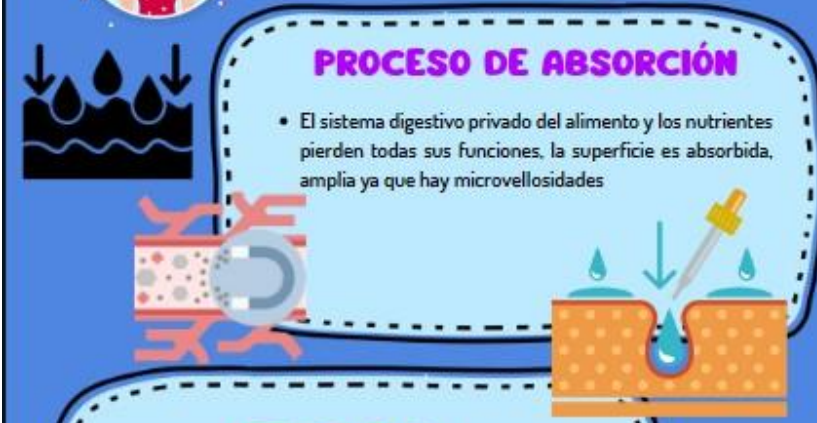 PROCESO DE ABSORCIÓN
• El sistema digestivo privado del alimento y los nutrientes
pierden todas sus funciones, la superficie es absorbida,
amplia ya que hay microvellosidades